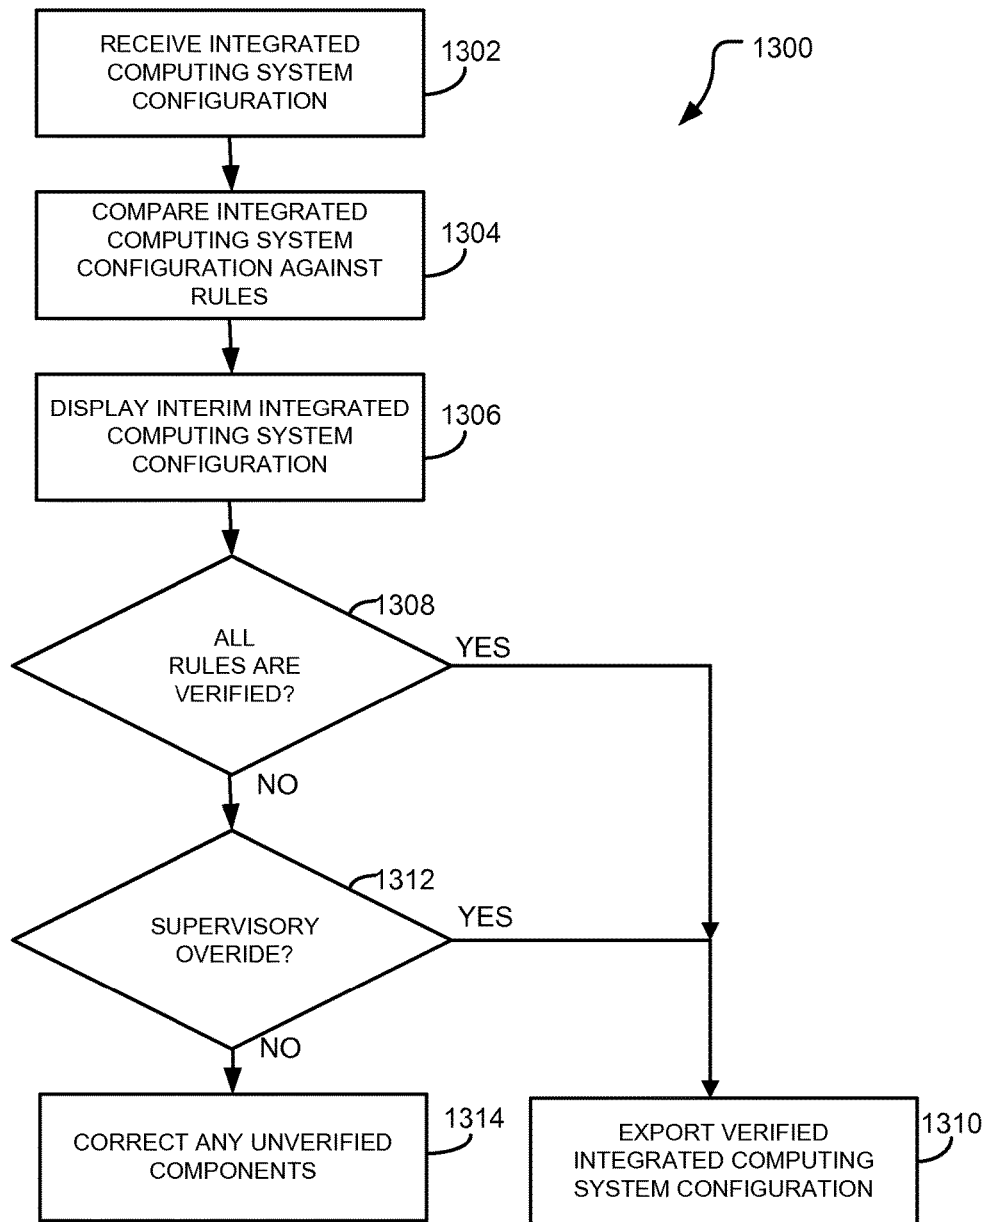 RECEIVE INTEGRATED
COMPUTING SYSTEM
CONFIGURATION
1302
1300
COMPARE INTEGRATED
COMPUTING SYSTEM
CONFIGURATION AGAINST
RULES
1304
DISPLAY INTERIM INTEGRATED
COMPUTING SYSTEM
CONFIGURATION
1306
ALL
RULES ARE
VERIFIED?
1308
YES
NO
SUPERVISORY
OVERIDE?
1312
YES
NO
CORRECT ANY UNVERIFIED
COMPONENTS
1314
EXPORT VERIFIED
INTEGRATED COMPUTING
SYSTEM CONFIGURATION
1310